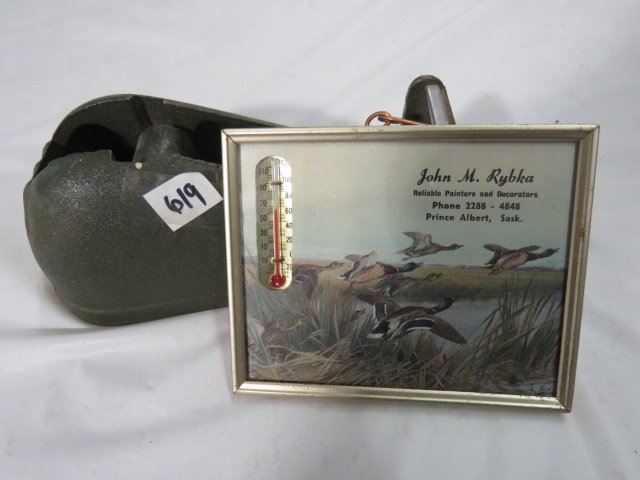 619
John M. Rybka
Reliable Painters and Decorators
Phone 2288 - 4848
Prince Albert, Sask.